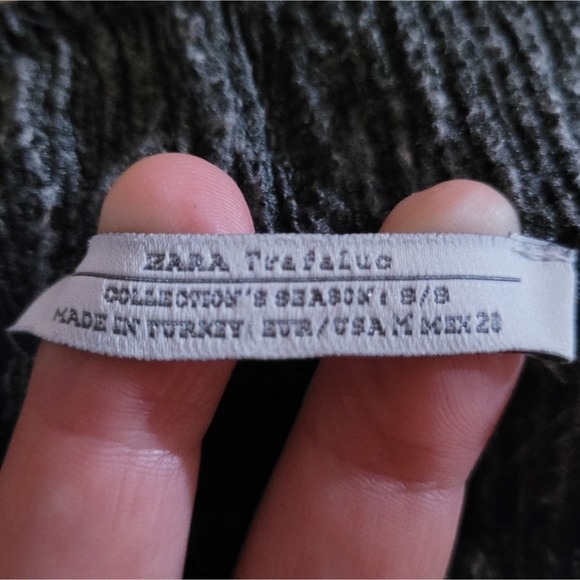 ZARA Trafaluc
COLLECTION'S SEASON: S/S
MADE IN TURKEY EUR/USA M MEX 28